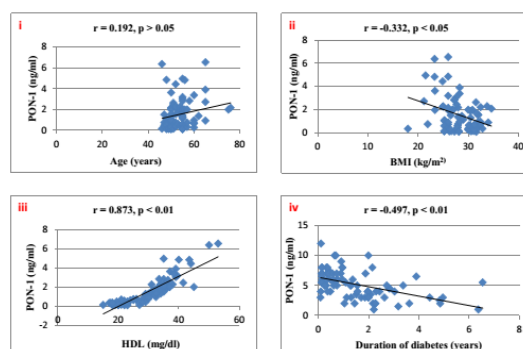 i
r = 0.192, p > 0.05
PON-1 (ng/ml)
8
6
4
2
0
0 20 40 60 80
Age (years)
ii
r = -0.332, p < 0.05
PON-1 (ng/ml)
8
6
4
2
0
0 10 20 30 40
BMI (kg/m²)
iii
r = 0.873, p < 0.01
PON-1 (ng/ml)
8
6
4
2
0
-2
0 20 40 60
HDL (mg/dl)
iv
r = -0.497, p < 0.01
PON-1 (ng/ml)
15
10
5
0
0 2 4 6 8
Duration of diabetes (years)